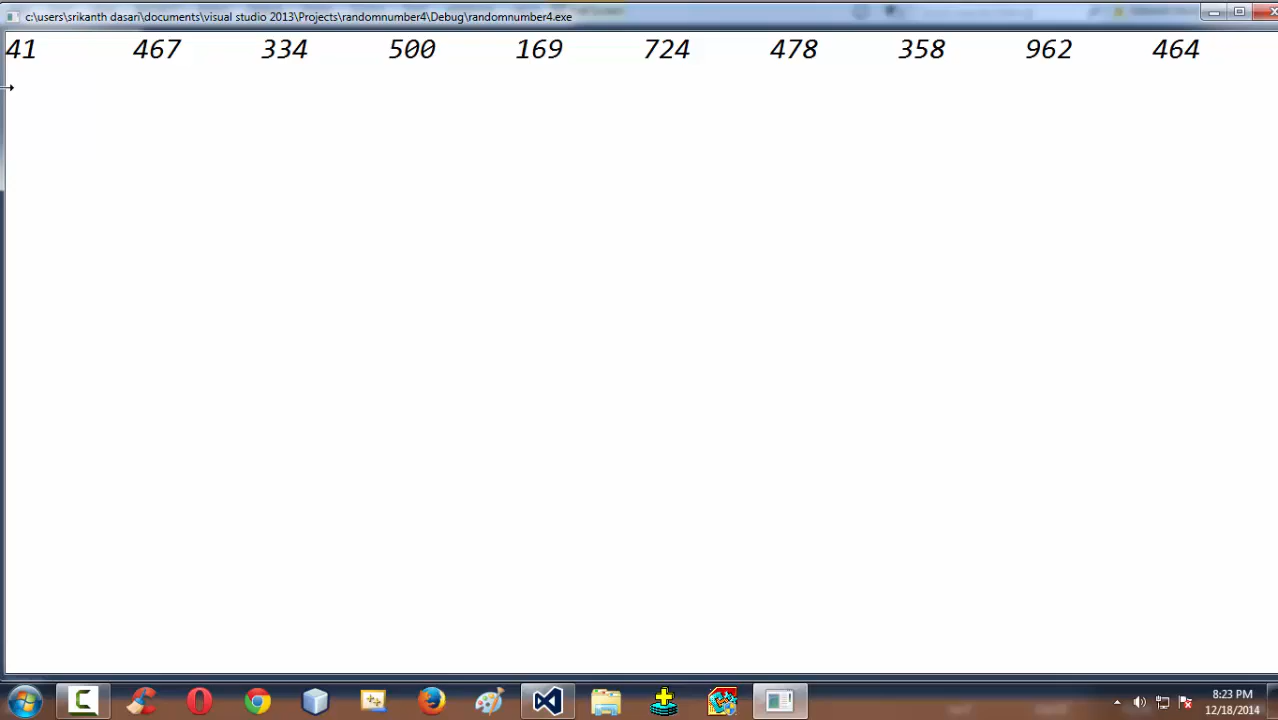 c:\users\srikanth dasari\documents\visual studio 2013\Projects\randomnumber4\Debug\randomnumber4.exe
41 467 334 500 169 724 478 358 962 464
8:23 PM
12/18/2014